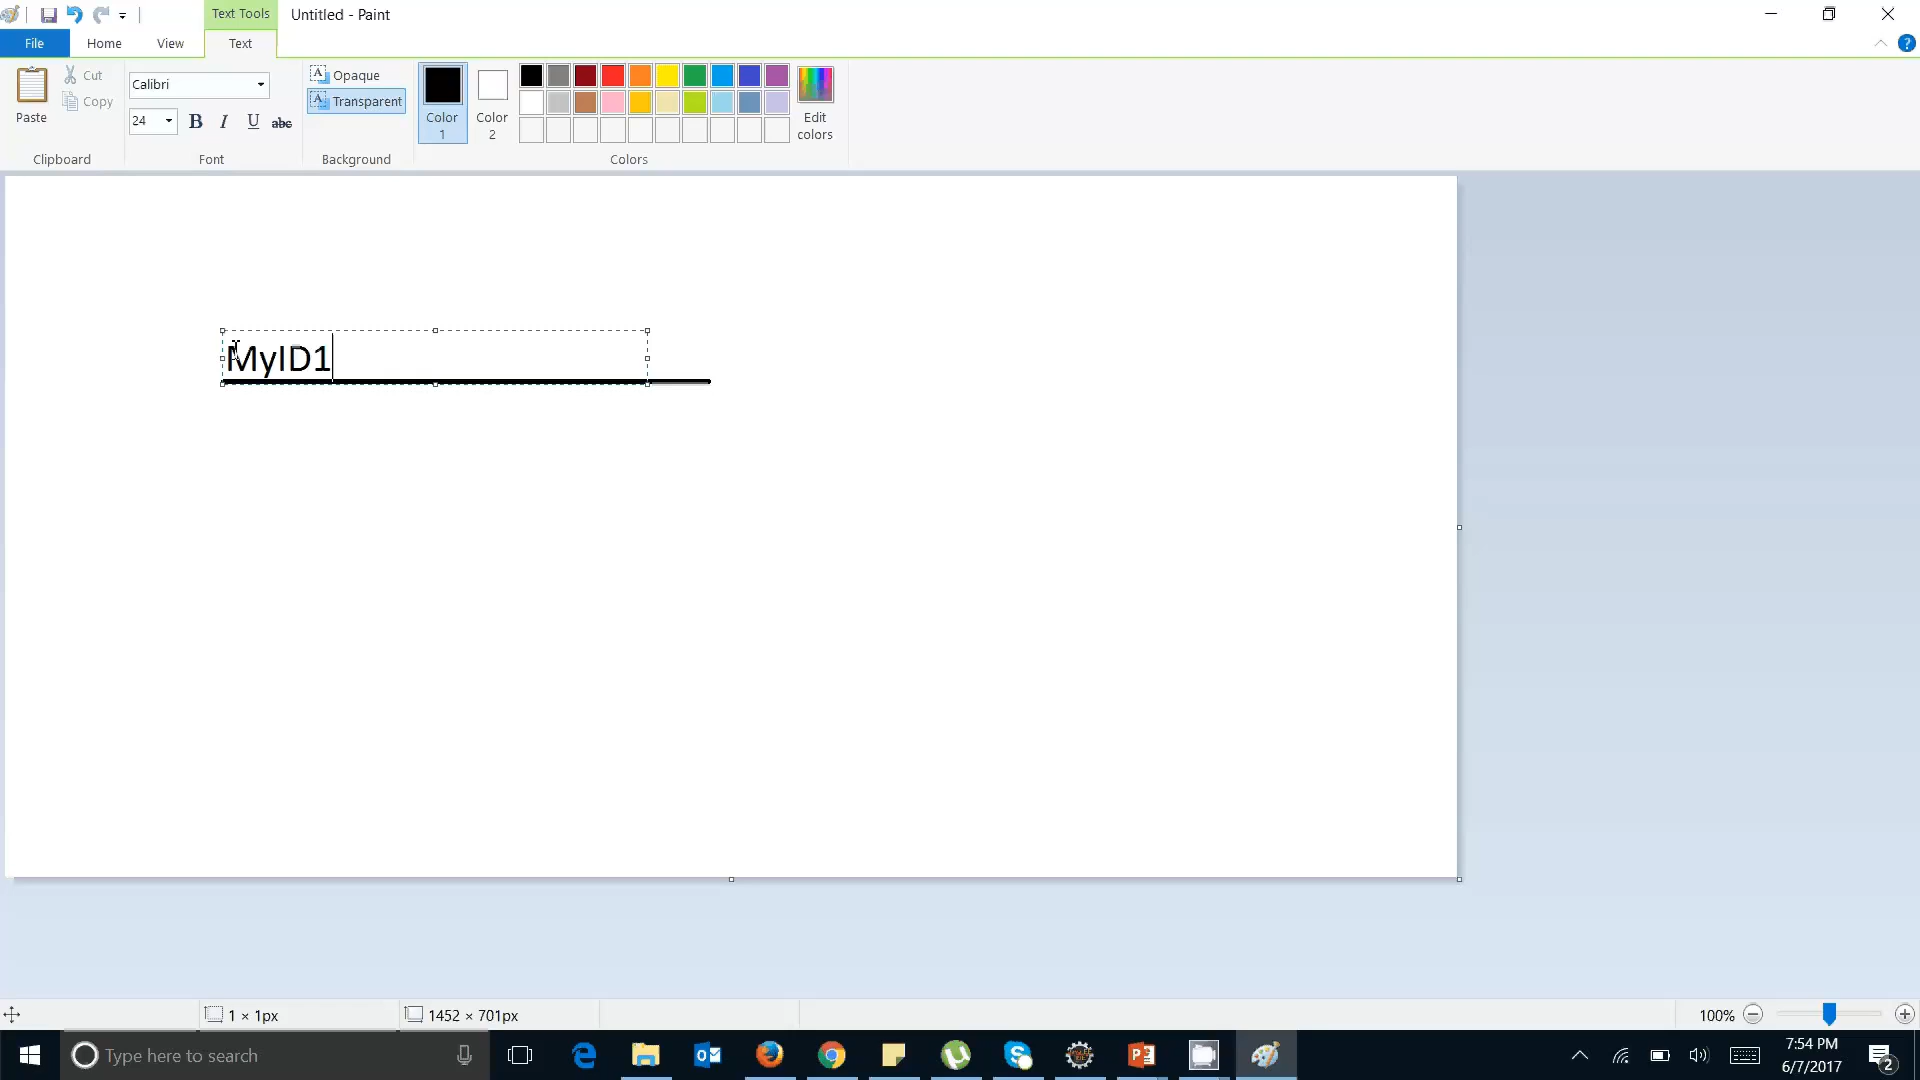 Text Tools
Untitled - Paint
File
Home
View
Text
Paste
Cut
Copy
Clipboard
Calibri
24
B I U abc
Font
A Opaque
A Transparent
Background
Color 1
Color 2
Edit colors
Colors
MyID1
1 × 1px
1452 × 701px
100%
Type here to search
7:54 PM
6/7/2017
2